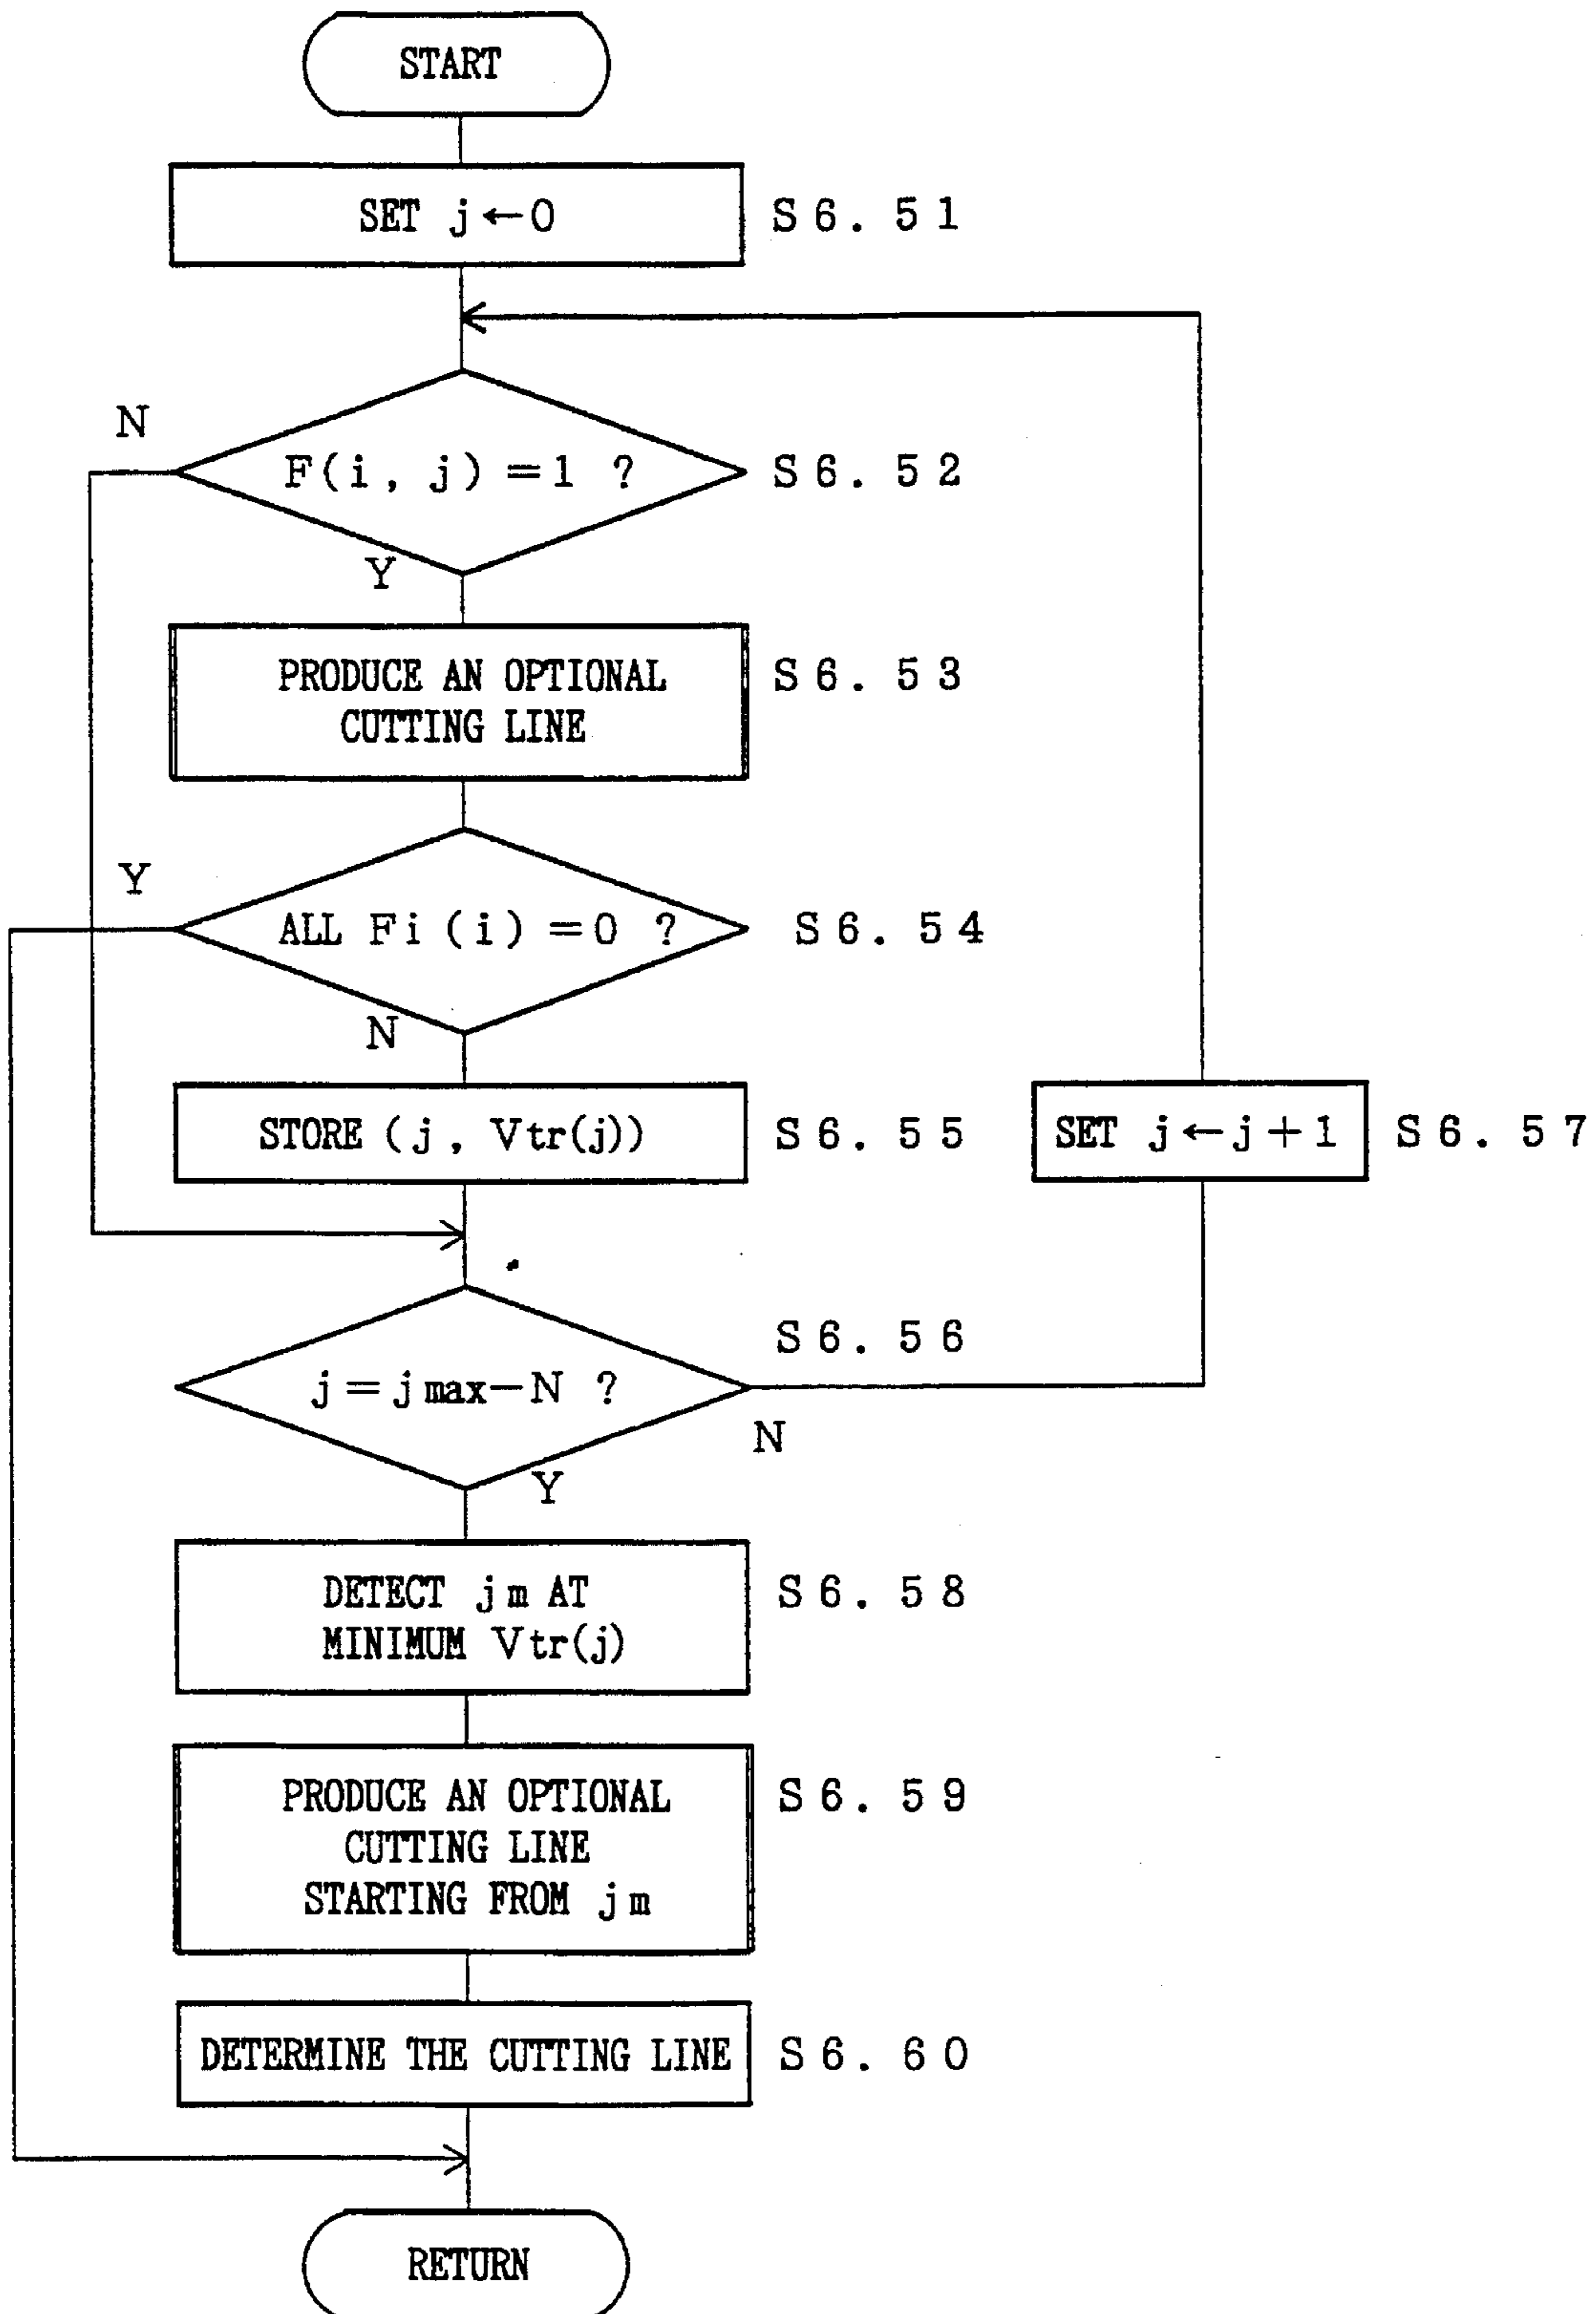 START
SET j←0
S6.51
N
F(i, j)=1 ?
S6.52
Y
PRODUCE AN OPTIONAL
CUTTING LINE
S6.53
Y
ALL Fi(i)=0 ?
S6.54
N
STORE (j, Vtr(j))
S6.55
SET j←j+1
S6.57
j=jmax−N ?
S6.56
N
Y
DETECT jm AT
MINIMUM Vtr(j)
S6.58
PRODUCE AN OPTIONAL
CUTTING LINE
STARTING FROM jm
S6.59
DETERMINE THE CUTTING LINE
S6.60
RETURN